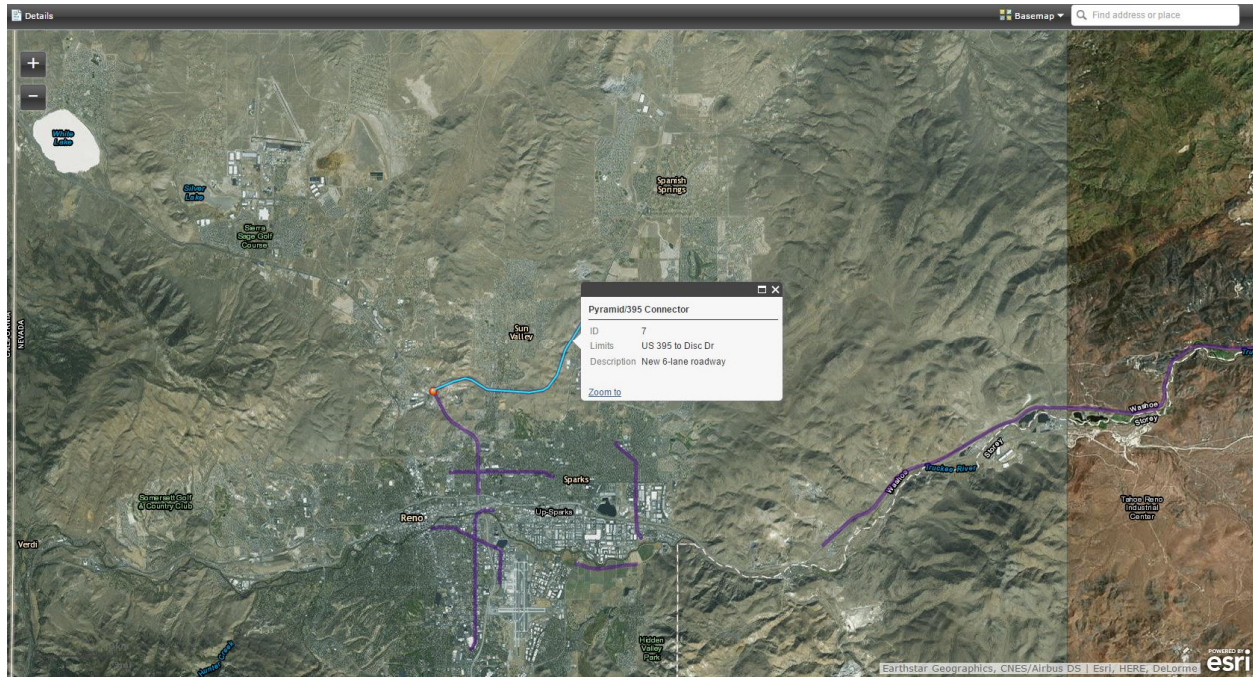 Details
Basemap
Find address or place
+
−
White
Lake
Silver
Lake
Sierra
Sage Golf
Course
Spanish
Springs
CALIFORNIA
NEVADA
Sun
Valley
Pyramid/395 Connector
ID 7
Limits US 395 to Disc Dr
Description New 6-lane roadway
Zoom to
Washoe
Storey
Storey
Washoe
Truckee River
Sparks
Somersett Golf
& Country Club
Up-Sparks
Reno
Tahoe Reno
Industrial
Center
Verdi
Hidden
Valley
Park
Hunter Creek
Earthstar Geographics, CNES/Airbus DS | Esri, HERE, DeLorme
POWERED BY
esri